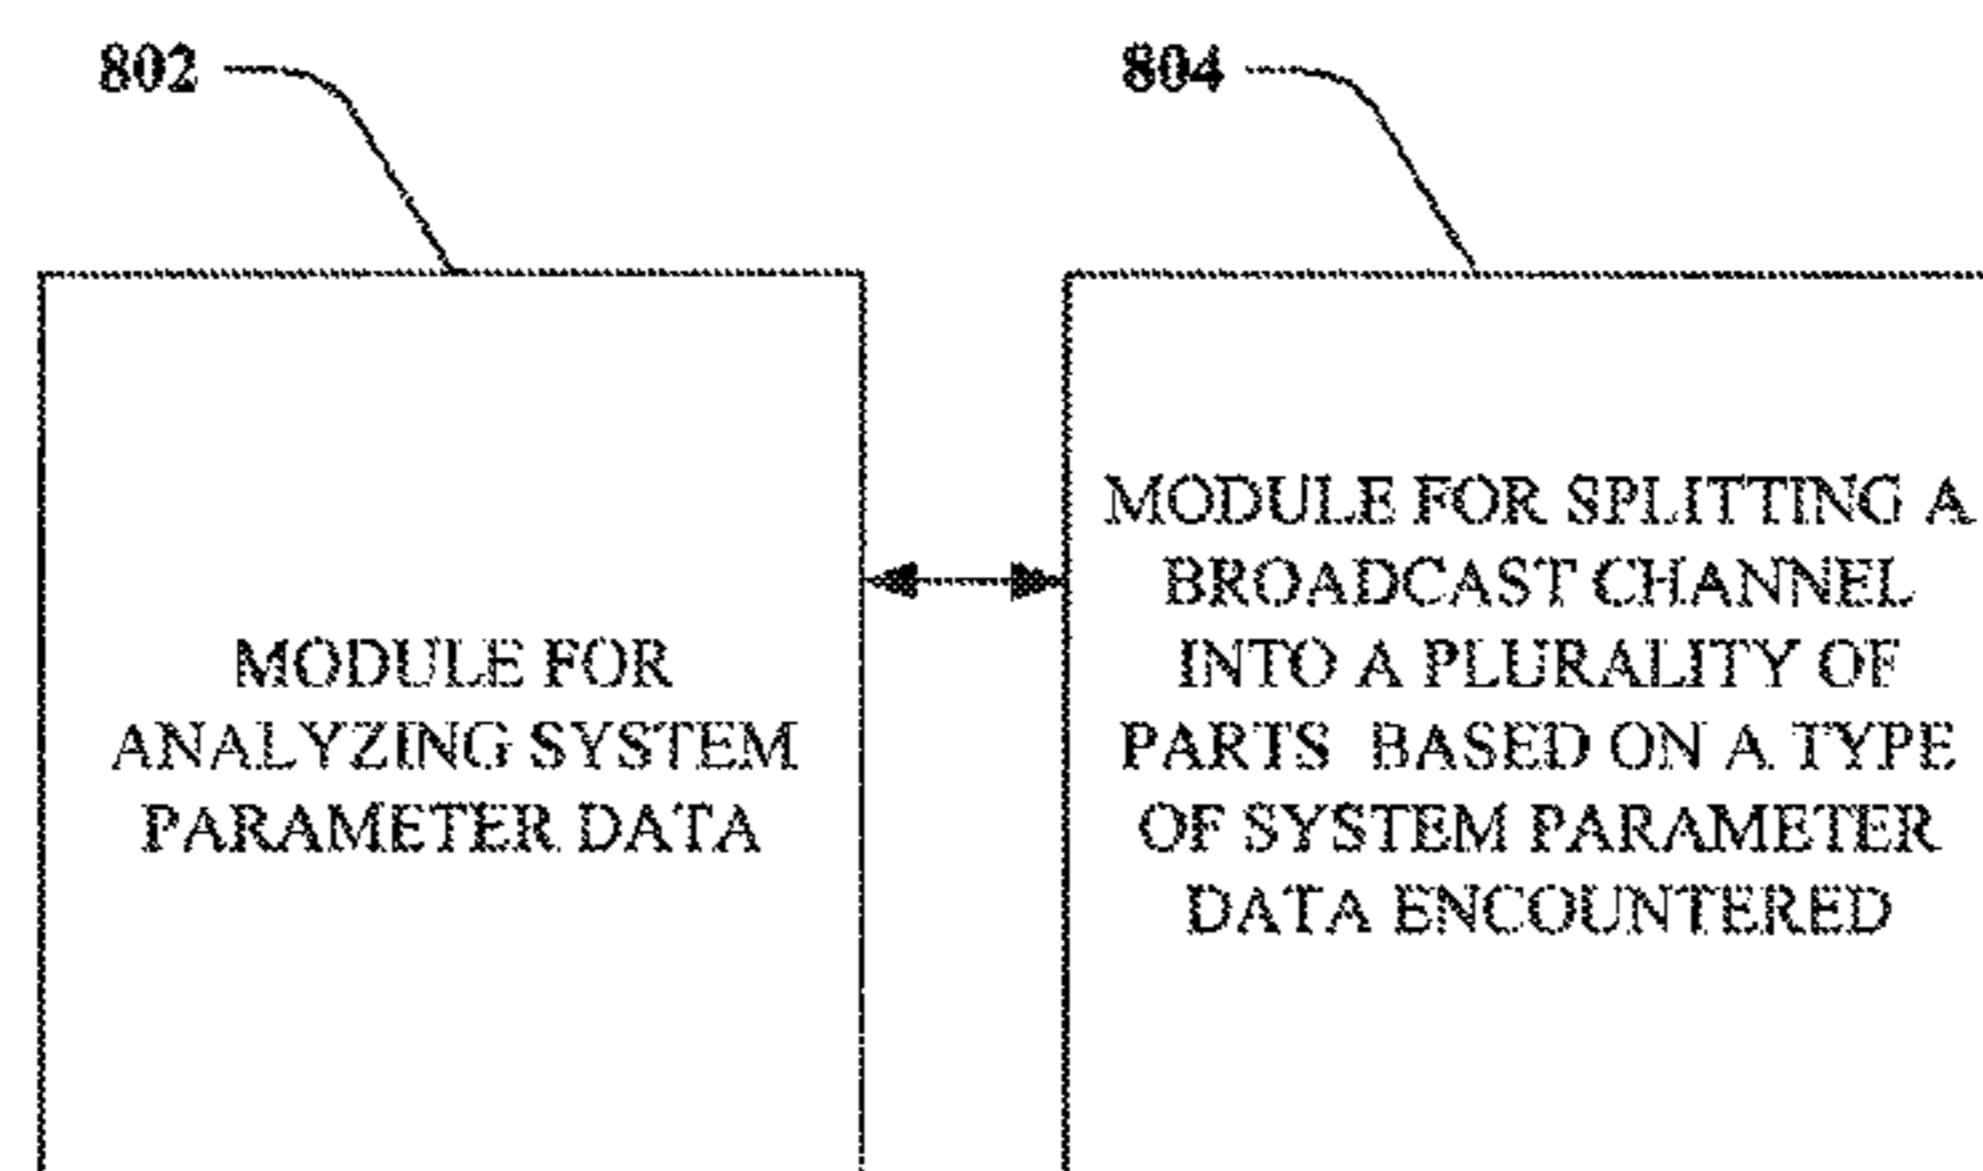 802
804
MODULE FOR
ANALYZING SYSTEM
PARAMETER DATA
MODULE FOR SPLITTING A
BROADCAST CHANNEL
INTO A PLURALITY OF
PARTS BASED ON A TYPE
OF SYSTEM PARAMETER
DATA ENCOUNTERED